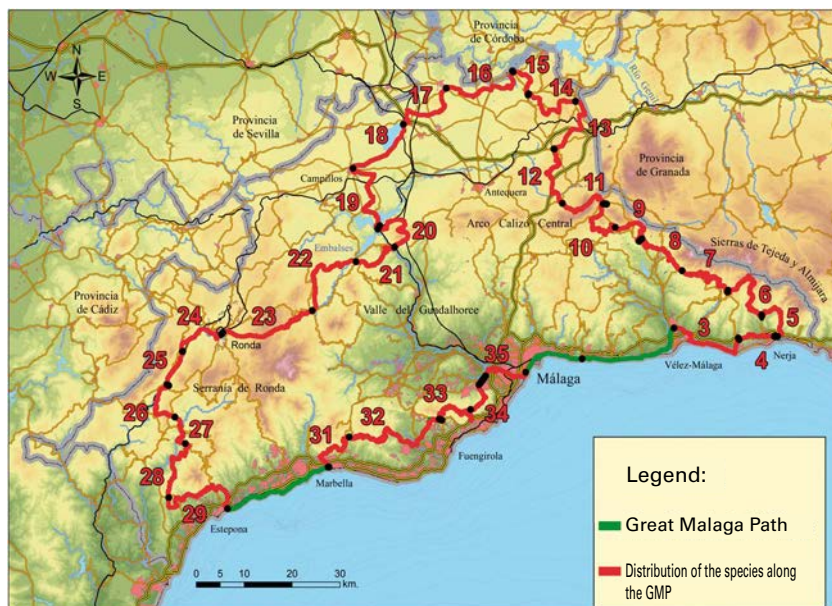 Provincia
de Córdoba
N
W E
S
Provincia
de Sevilla
Río Genil
15
16
14
17
13
18
Provincia
de Granada
Campillos
12
Antequera
11
19
20
Arco Calizo Central
9
10
8
Sierras de Tejeda y Almijara
Embalses
22
21
7
Provincia
de Cádiz
Valle del Guadalhorce
6
24
23
5
Ronda
3
4
Nerja
25
35
Málaga
Vélez-Málaga
Serranía de Ronda
26
33
34
27
31
32
Fuengirola
28
Marbella
29
Estepona
0 5 10 20 30
km.
Legend:
Great Malaga Path
Distribution of the species along
the GMP